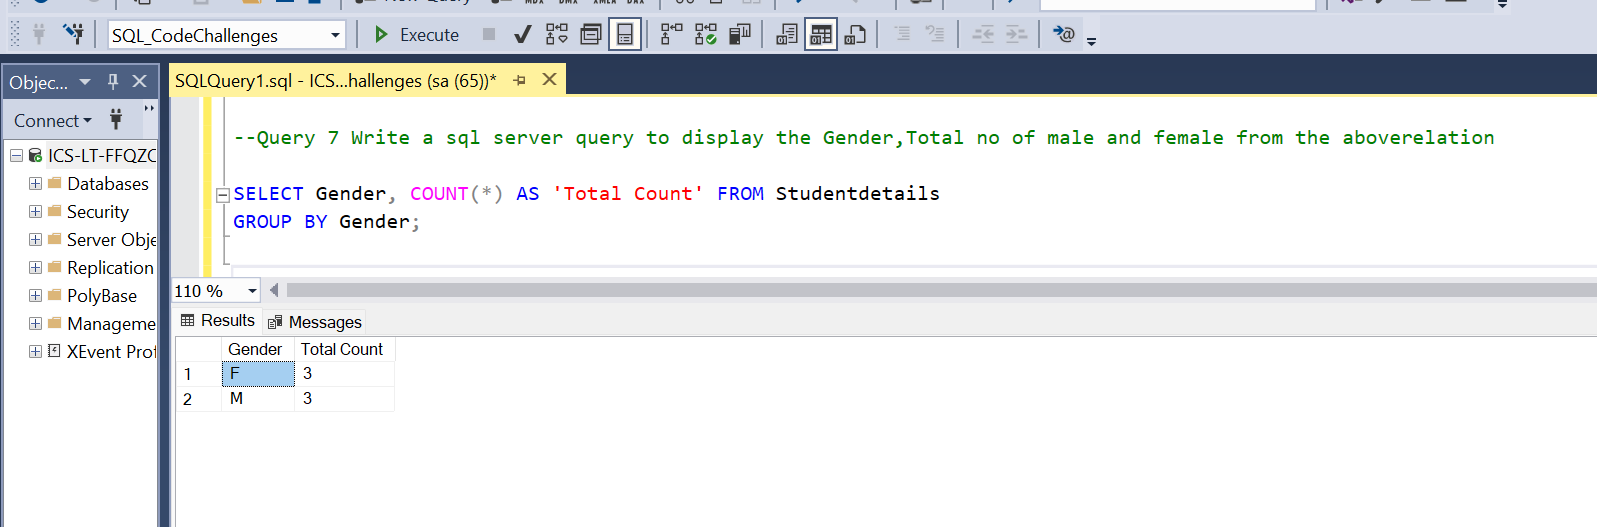 SQL_CodeChallenges
Execute
Objec...
SQLQuery1.sql - ICS...hallenges (sa (65))*
Connect
ICS-LT-FFQZC
Databases
Security
Server Obje
Replication
PolyBase
Manageme
XEvent Prof
--Query 7 Write a sql server query to display the Gender,Total no of male and female from the aboverelation
SELECT Gender, COUNT(*) AS 'Total Count' FROM Studentdetails
GROUP BY Gender;
110 %
Results Messages
Gender Total Count
1 F 3
2 M 3